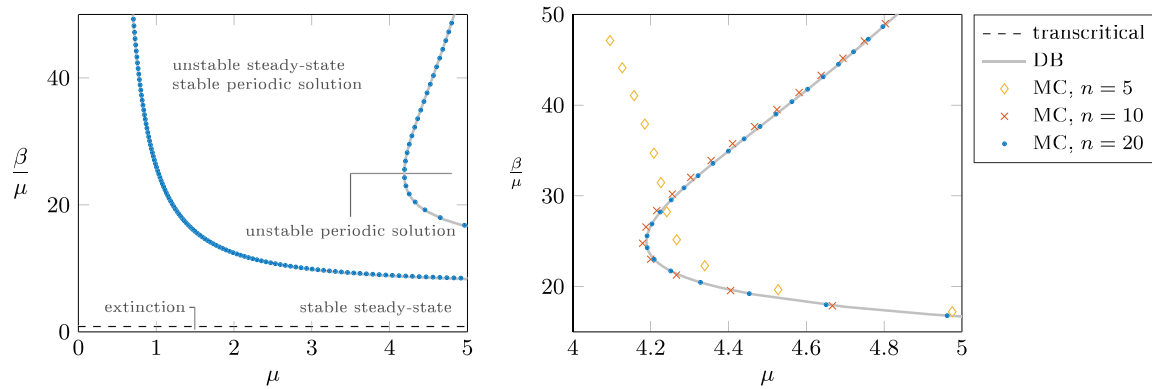 unstable steady-state
stable periodic solution
unstable periodic solution
extinction
stable steady-state
0
20
40
0
1
2
3
4
5
β
μ
μ
50
40
30
20
4
4.2
4.4
4.6
4.8
5
β
μ
μ
transcritical
DB
MC, n = 5
MC, n = 10
MC, n = 20